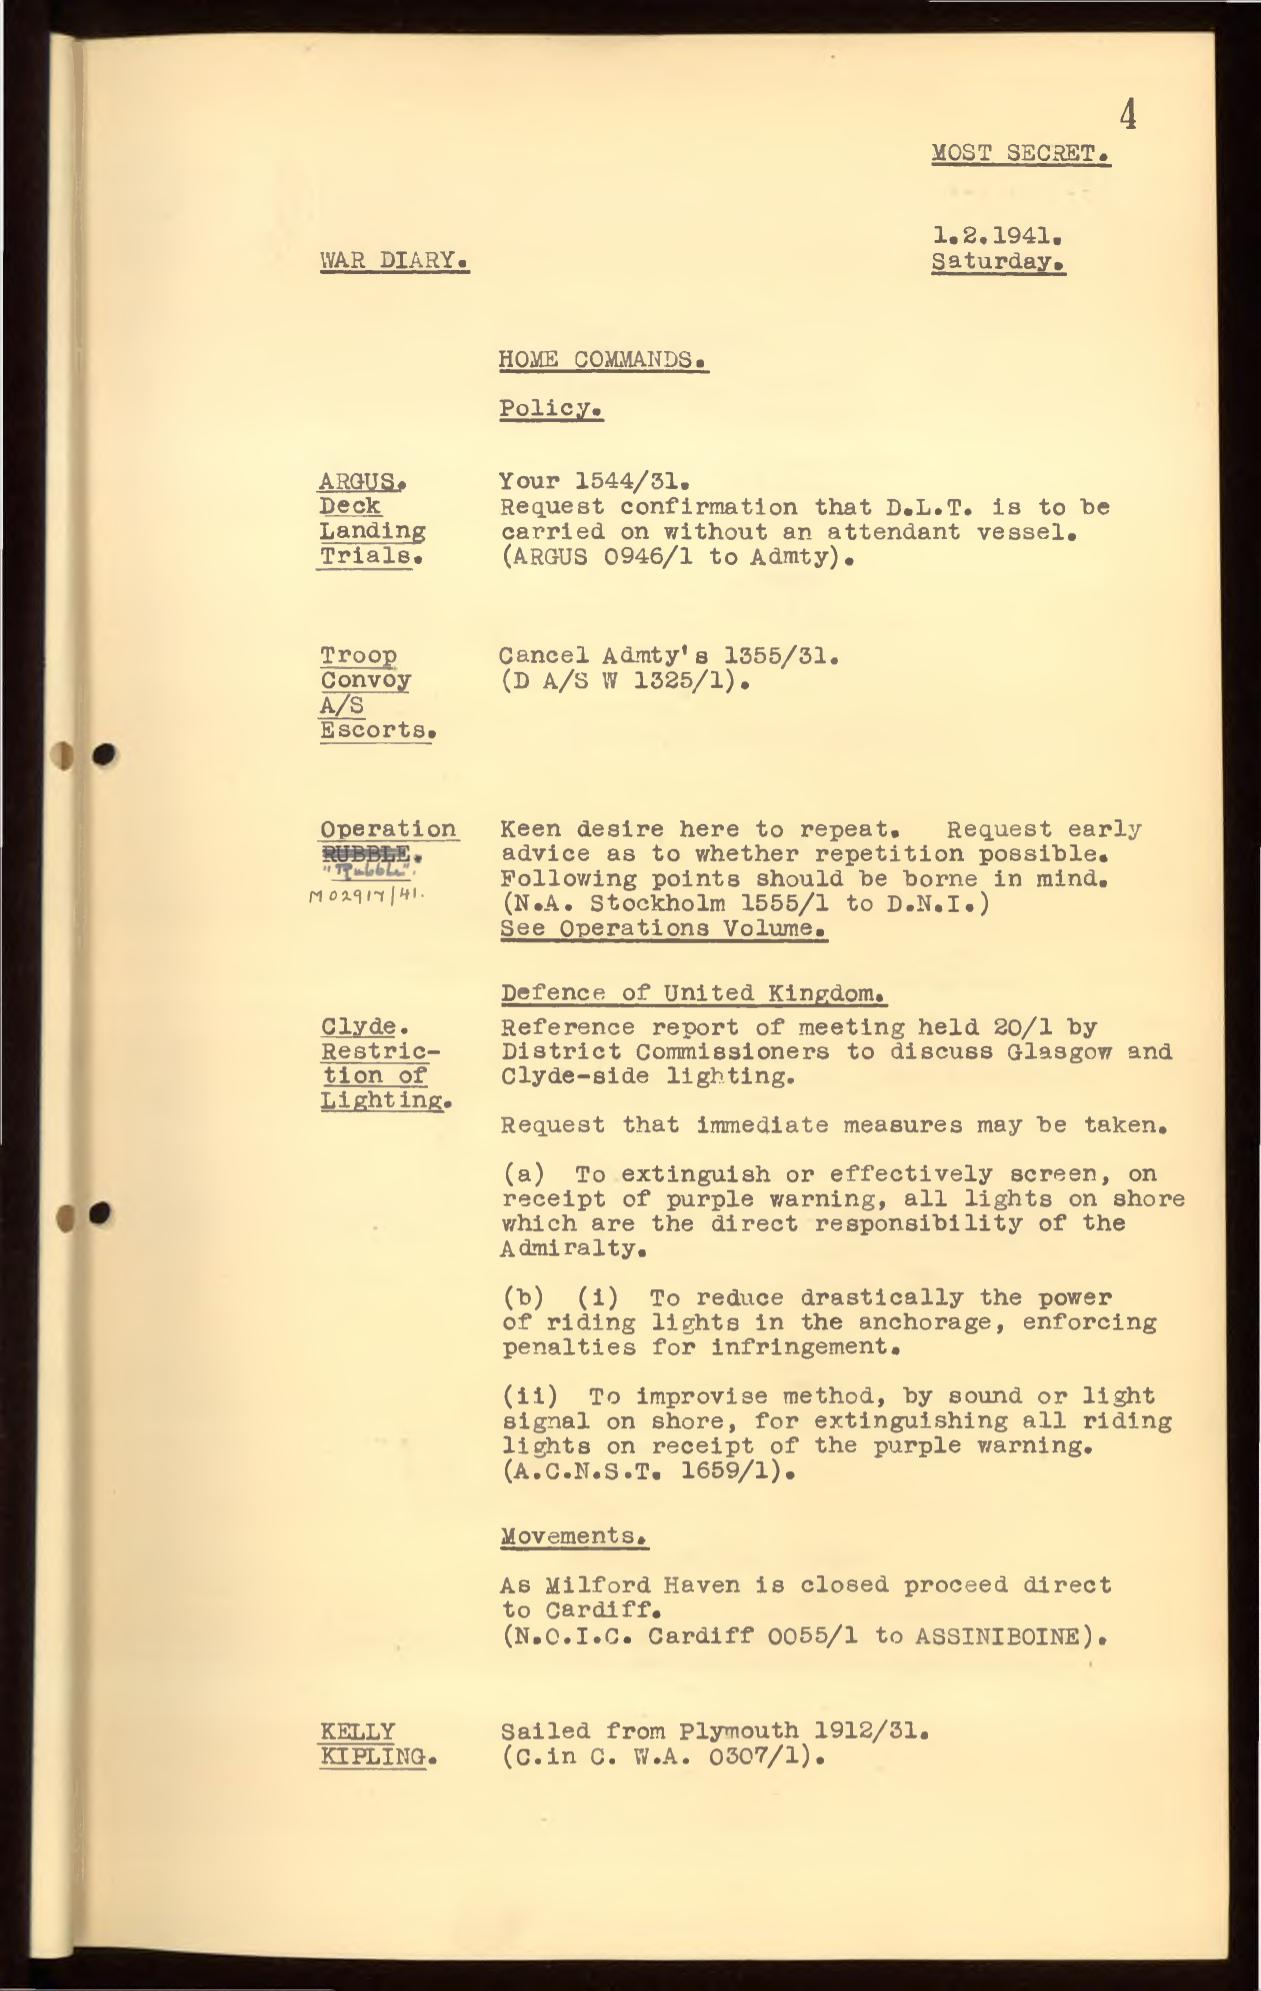 4
MOST SECRET.
1.2.1941.
WAR DIARY. Saturday.
HOME COMMANDS.
Policy.
ARGUS. Your 1544/31.
Deck Request confirmation that D.L.T. is to be
Landing carried on without an attendant vessel.
Trials. (ARGUS 0946/1 to Admty).
Troop Cancel Admty's 1355/31.
Convoy (D A/S W 1325/1).
A/S
Escorts.
Operation Keen desire here to repeat. Request early
RUBBLE. advice as to whether repetition possible.
"Rubble". Following points should be borne in mind.
M02917/41. (N.A. Stockholm 1555/1 to D.N.I.)
See Operations Volume.
Defence of United Kingdom.
Clyde. Reference report of meeting held 20/1 by
Restric- District Commissioners to discuss Glasgow and
tion of Clyde-side lighting.
Lighting.
Request that immediate measures may be taken.
(a) To extinguish or effectively screen, on
receipt of purple warning, all lights on shore
which are the direct responsibility of the
Admiralty.
(b) (i) To reduce drastically the power
of riding lights in the anchorage, enforcing
penalties for infringement.
(ii) To improvise method, by sound or light
signal on shore, for extinguishing all riding
lights on receipt of the purple warning.
(A.C.N.S.T. 1659/1).
Movements.
As Milford Haven is closed proceed direct
to Cardiff.
(N.O.I.C. Cardiff 0055/1 to ASSINIBOINE).
KELLY Sailed from Plymouth 1912/31.
KIPLING. (C.in C. W.A. 0307/1).